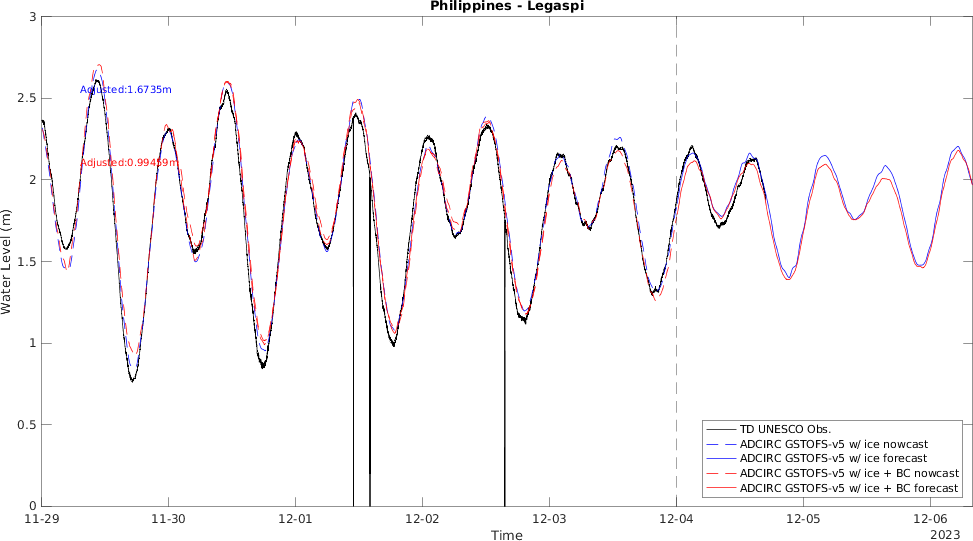 Philippines - Legaspi
3
2.5
2
1.5
1
0.5
0
Water Level (m)
Adjusted:1.6735m
Adjusted:0.99459m
TD UNESCO Obs.
ADCIRC GSTOFS-v5 w/ ice nowcast
ADCIRC GSTOFS-v5 w/ ice forecast
ADCIRC GSTOFS-v5 w/ ice + BC nowcast
ADCIRC GSTOFS-v5 w/ ice + BC forecast
11-29 11-30 12-01 12-02 12-03 12-04 12-05 12-06
Time
2023